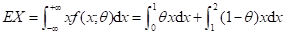 EX = ∫_{-∞}^{+∞} xf(x;θ)dx = ∫_0^1 θxdx + ∫_1^2 (1-θ)xdx